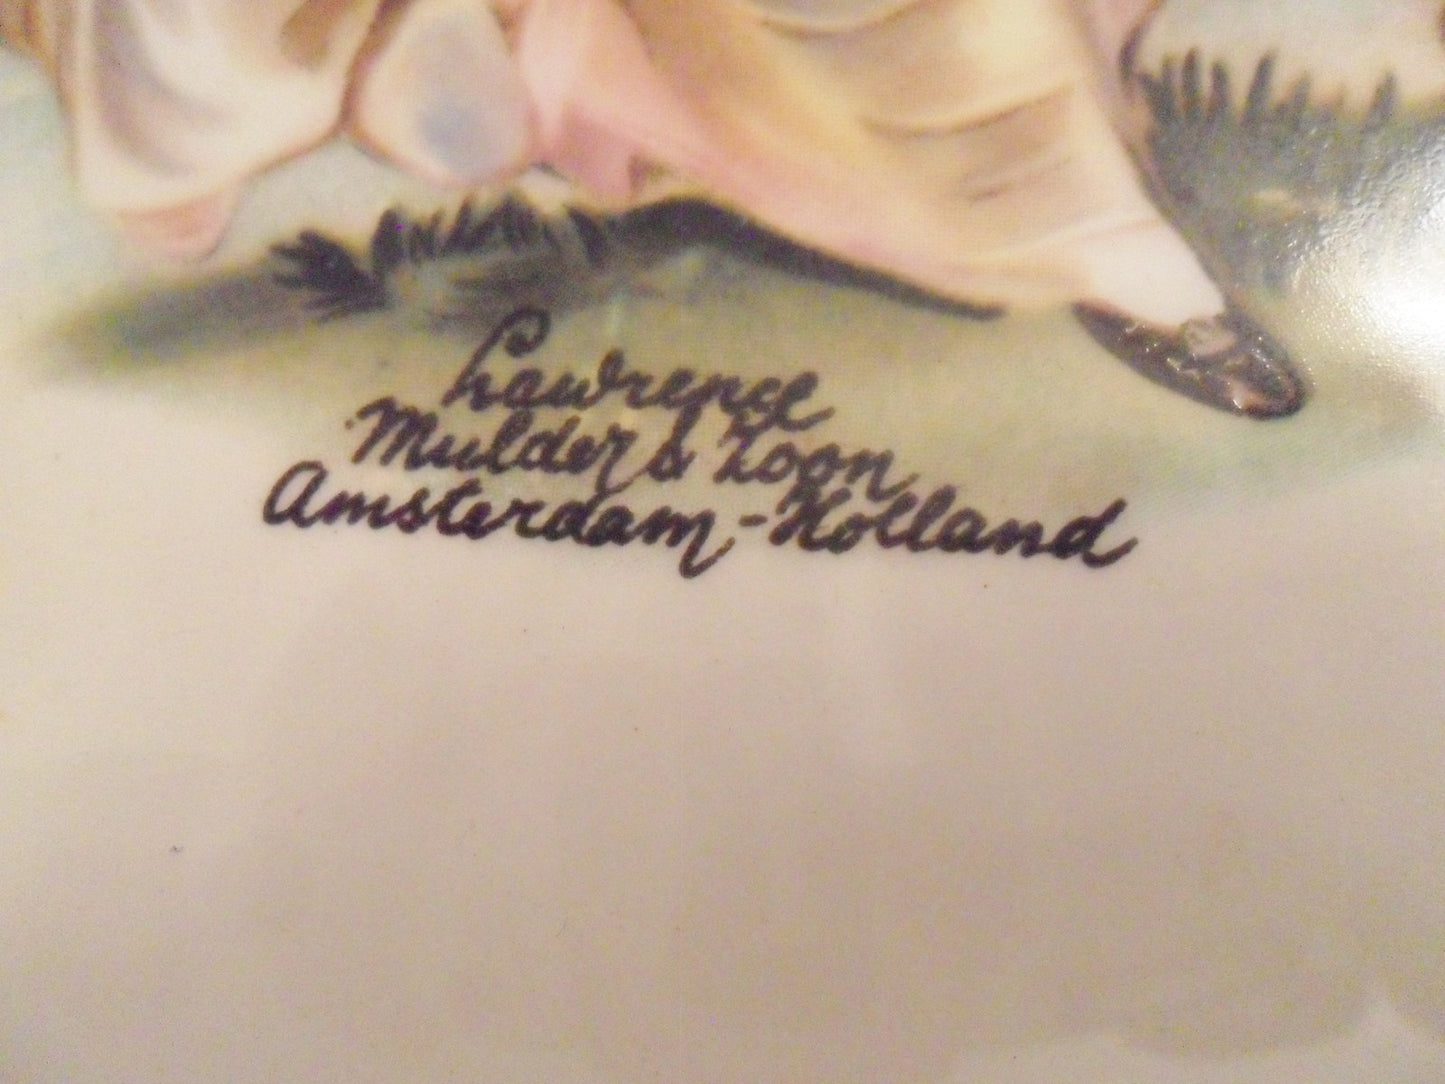 Lawrence
Mulder & Zoon
Amsterdam-Holland